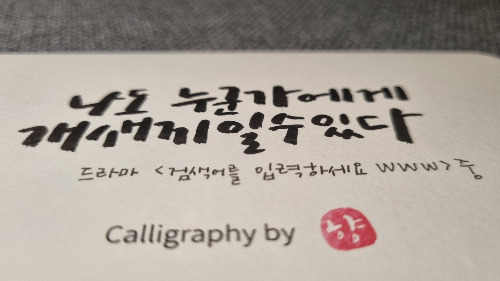 나도 누군가에게
개새끼일 수 있다
드라마 <검색어를 입력하세요 WWW> 중
Calligraphy by 향